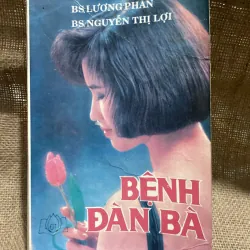 BS LƯƠNG PHÁN
BS NGUYỄN THỊ LỢI
BỆNH
ĐÀN BÀ